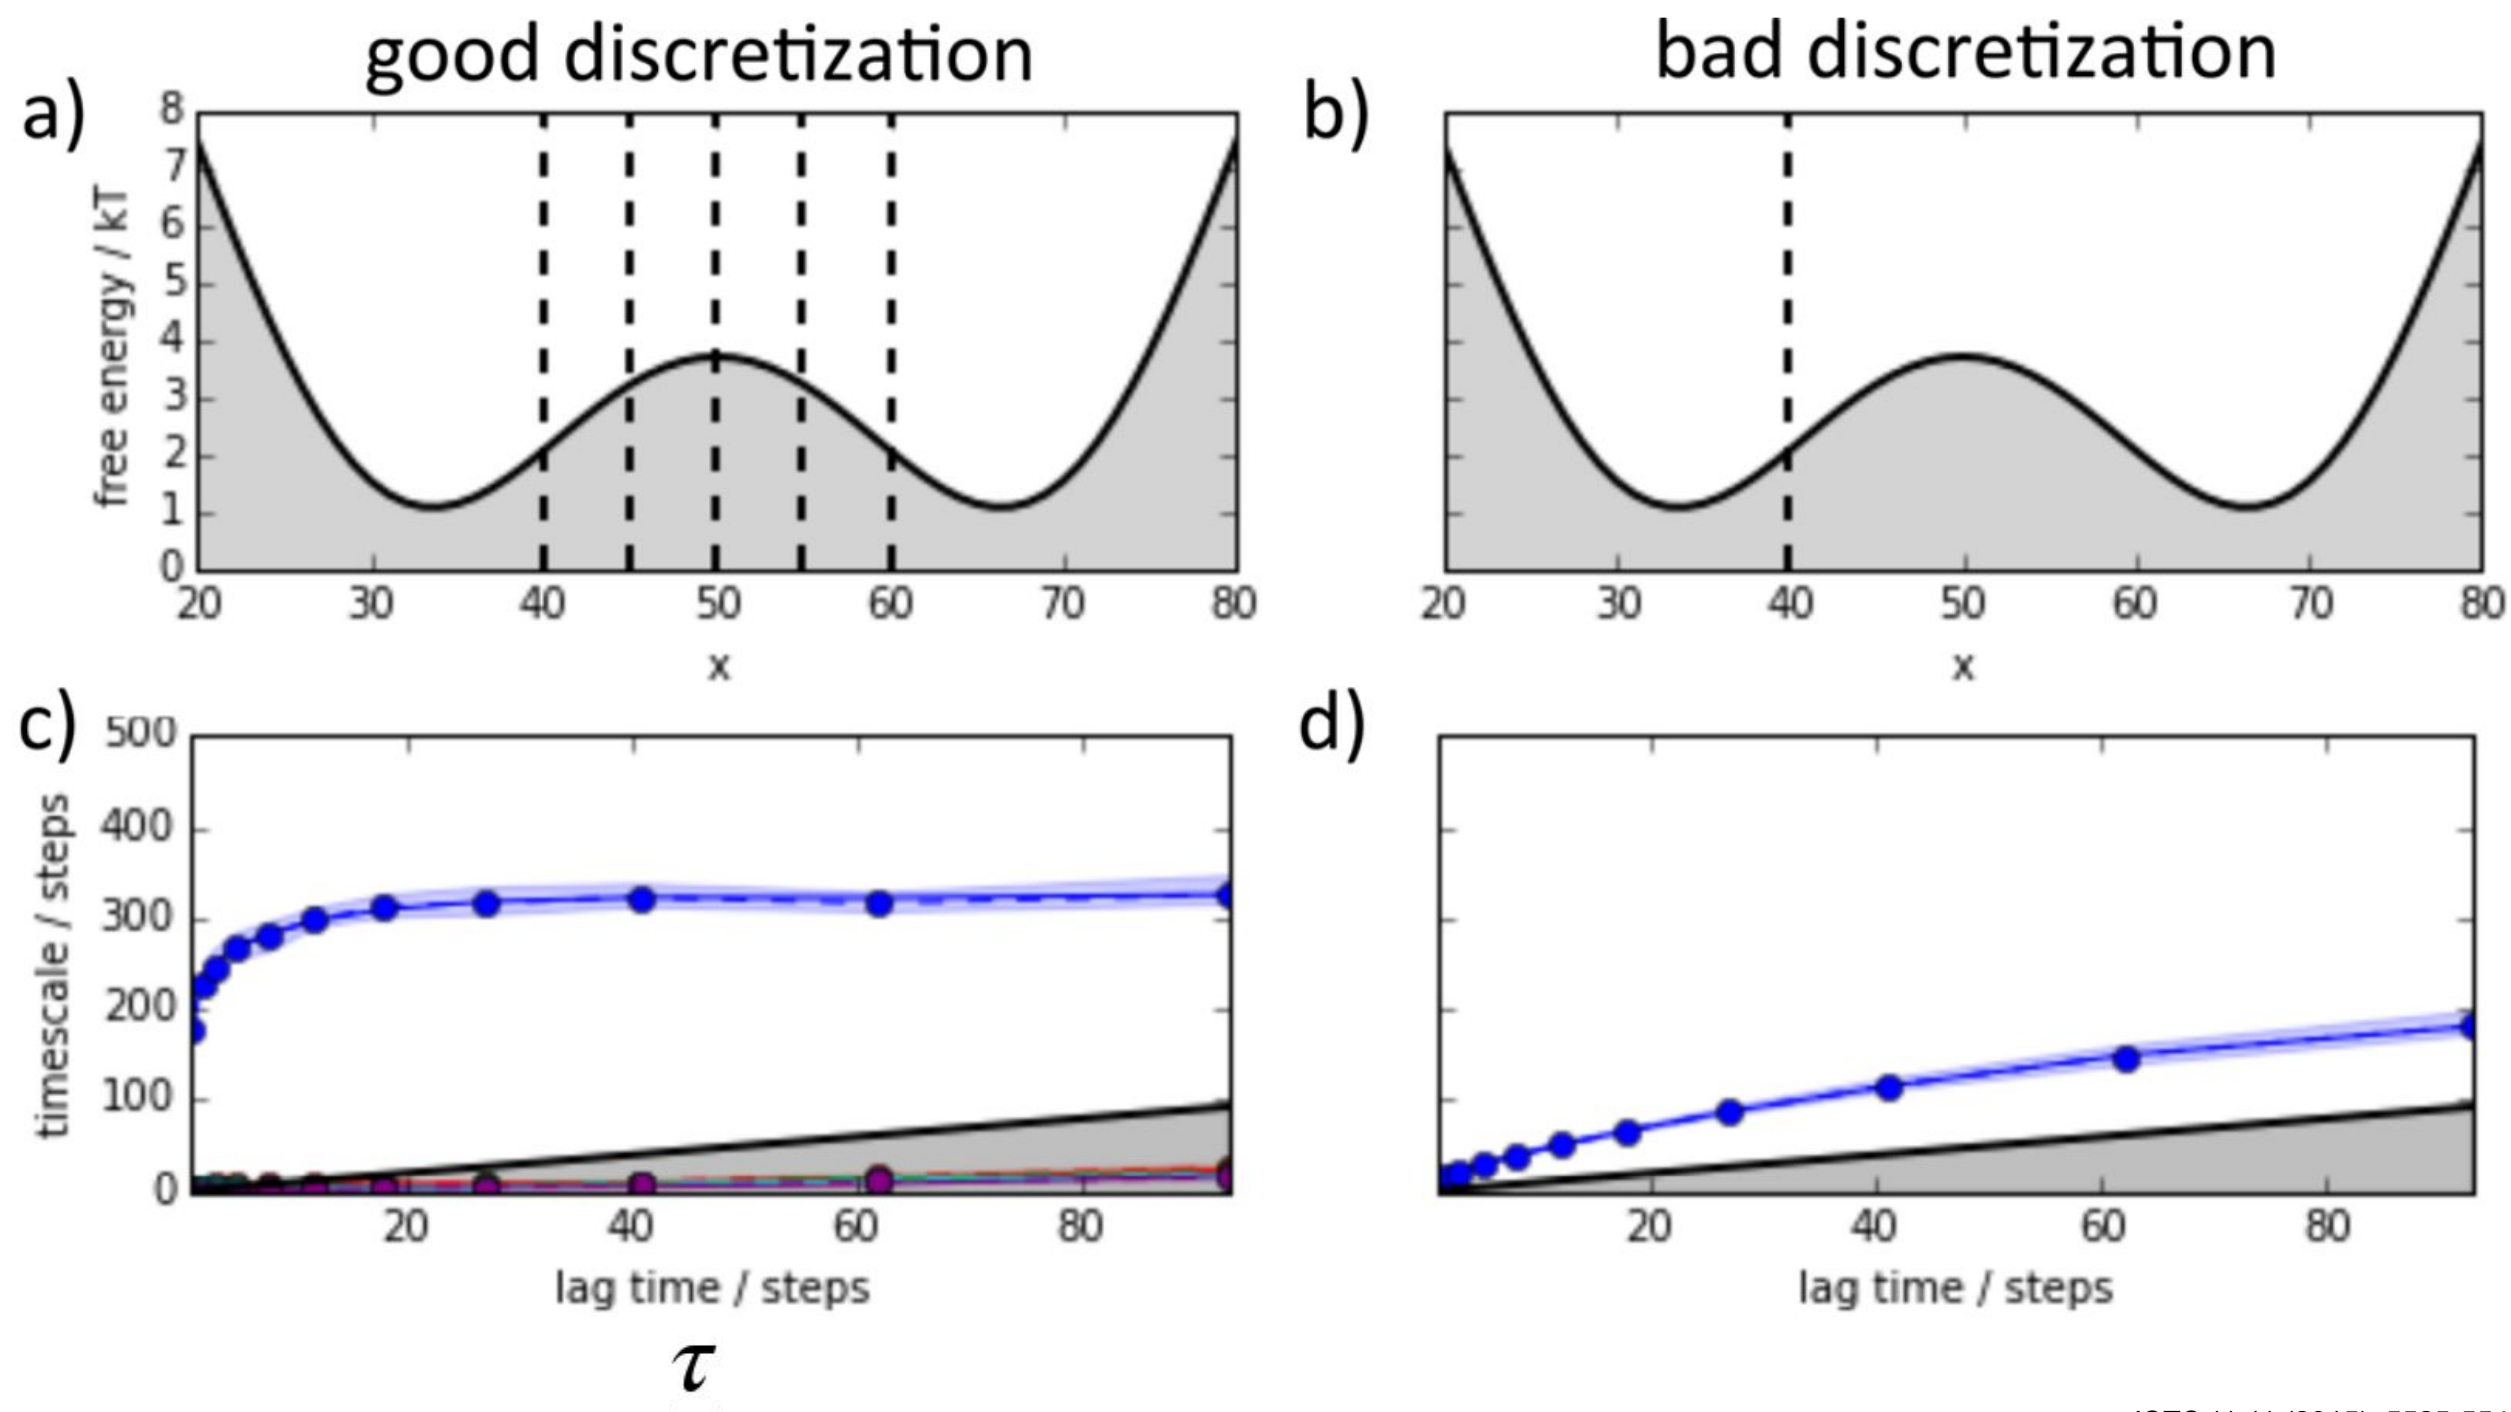 good discretization
bad discretization
a)
b)
8
7
6
5
4
3
2
1
0
free energy / kT
20 30 40 50 60 70 80
x
20 30 40 50 60 70 80
x
c)
d)
500
400
300
200
100
0
timescale / steps
20 40 60 80
lag time / steps
20 40 60 80
lag time / steps
τ